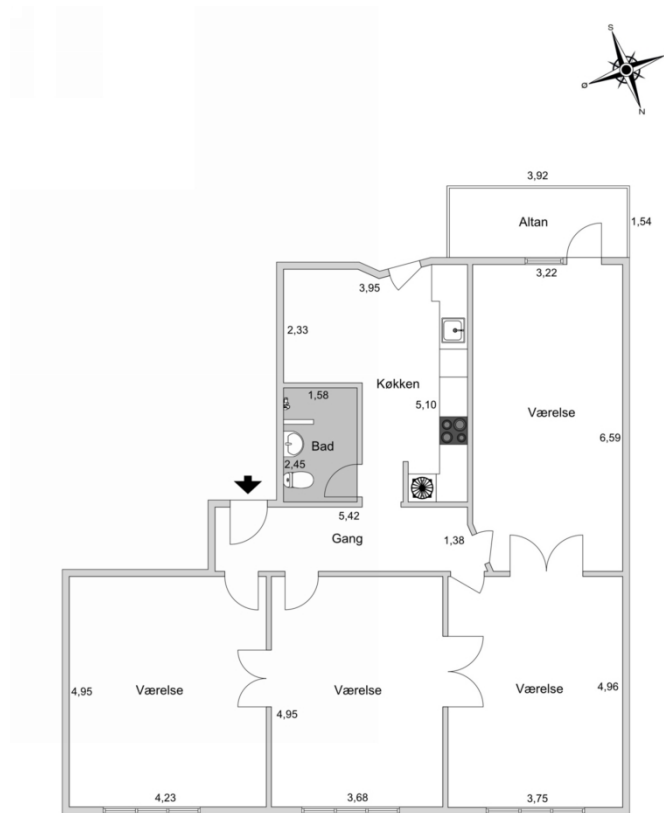 S
Ø
N
3,92
Altan
1,54
3,22
3,95
2,33
Køkken
1,58
5,10
Værelse
Bad
6,59
2,45
5,42
Gang
1,38
Værelse
4,95
Værelse
4,95
Værelse
4,96
4,23
3,68
3,75